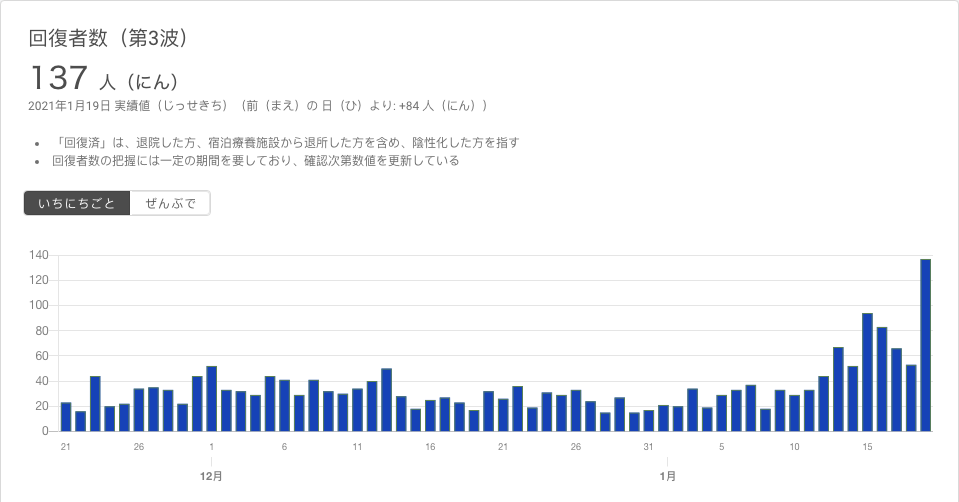 回復者数（第3波）
137 人（にん）
2021年1月19日 実績値（じっせきち）（前（まえ）の 日（ひ）より: +84 人（にん））
• 「回復済」は、退院した方、宿泊療養施設から退所した方を含め、陰性化した方を指す
• 回復者数の把握には一定の期間を要しており、確認次第数値を更新している
いちにちごと ぜんぶで
140
120
100
80
60
40
20
0
21 26 1 6 11 16 21 26 31 5 10 15
12月 1月